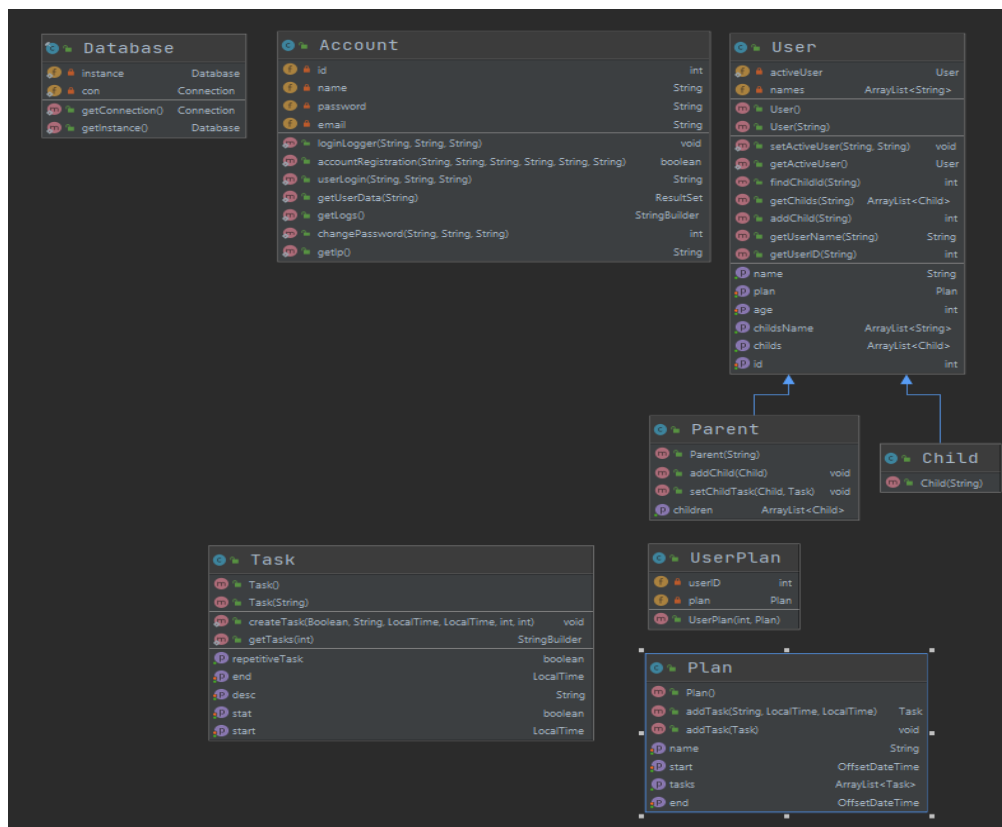 Database
instance Database
con Connection
getConnection() Connection
getInstance() Database
Account
id int
name String
password String
email String
loginLogger(String, String, String) void
accountRegistration(String, String, String, String, String, String) boolean
userLogin(String, String, String) String
getUserData(String) ResultSet
getLogs() StringBuilder
changePassword(String, String, String) int
getIp() String
User
activeUser User
names ArrayList<String>
User()
User(String)
setActiveUser(String, String) void
getActiveUser() User
findChildId(String) int
getChilds(String) ArrayList<Child>
addChild(String) int
getUserName(String) String
getUserID(String) int
name String
plan Plan
age int
childsName ArrayList<String>
childs ArrayList<Child>
id int
Parent
Parent(String)
addChild(Child) void
setChildTask(Child, Task) void
children ArrayList<Child>
Child
Child(String)
Task
Task()
Task(String)
createTask(Boolean, String, LocalTime, LocalTime, int, int) void
getTasks(int) StringBuilder
repetitiveTask boolean
end LocalTime
desc String
stat boolean
start LocalTime
UserPlan
userID int
plan Plan
UserPlan(int, Plan)
Plan
Plan()
addTask(String, LocalTime, LocalTime) Task
addTask(Task) void
name String
start OffsetDateTime
tasks ArrayList<Task>
end OffsetDateTime